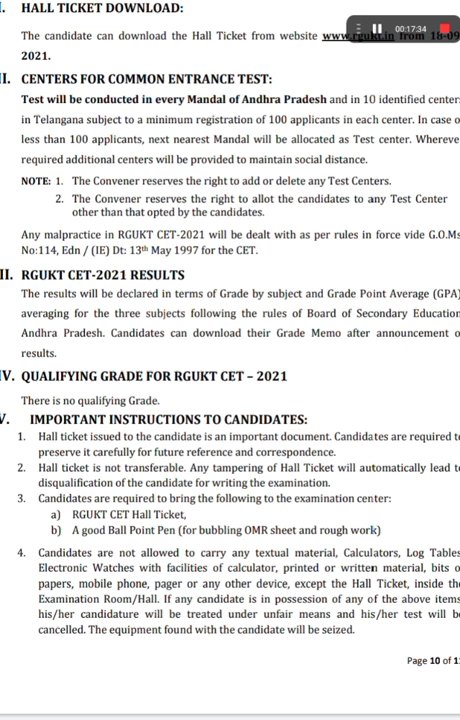 I. HALL TICKET DOWNLOAD:
The candidate can download the Hall Ticket from website www.rgukt.in from 18-09
00:17:34
2021.
II. CENTERS FOR COMMON ENTRANCE TEST:
Test will be conducted in every Mandal of Andhra Pradesh and in 10 identified center
in Telangana subject to a minimum registration of 100 applicants in each center. In case o
less than 100 applicants, next nearest Mandal will be allocated as Test center. Whereve
required additional centers will be provided to maintain social distance.
NOTE: 1. The Convener reserves the right to add or delete any Test Centers.
2. The Convener reserves the right to allot the candidates to any Test Center
other than that opted by the candidates.
Any malpractice in RGUKT CET-2021 will be dealt with as per rules in force vide G.O.Ms
No:114, Edn / (IE) Dt: 13th May 1997 for the CET.
II. RGUKT CET-2021 RESULTS
The results will be declared in terms of Grade by subject and Grade Point Average (GPA)
averaging for the three subjects following the rules of Board of Secondary Education
Andhra Pradesh. Candidates can download their Grade Memo after announcement o
results.
IV. QUALIFYING GRADE FOR RGUKT CET – 2021
There is no qualifying Grade.
V. IMPORTANT INSTRUCTIONS TO CANDIDATES:
1. Hall ticket issued to the candidate is an important document. Candidates are required t
preserve it carefully for future reference and correspondence.
2. Hall ticket is not transferable. Any tampering of Hall Ticket will automatically lead t
disqualification of the candidate for writing the examination.
3. Candidates are required to bring the following to the examination center:
a) RGUKT CET Hall Ticket,
b) A good Ball Point Pen (for bubbling OMR sheet and rough work)
4. Candidates are not allowed to carry any textual material, Calculators, Log Tables
Electronic Watches with facilities of calculator, printed or written material, bits o
papers, mobile phone, pager or any other device, except the Hall Ticket, inside the
Examination Room/Hall. If any candidate is in possession of any of the above items
his/her candidature will be treated under unfair means and his/her test will b
cancelled. The equipment found with the candidate will be seized.
Page 10 of 1